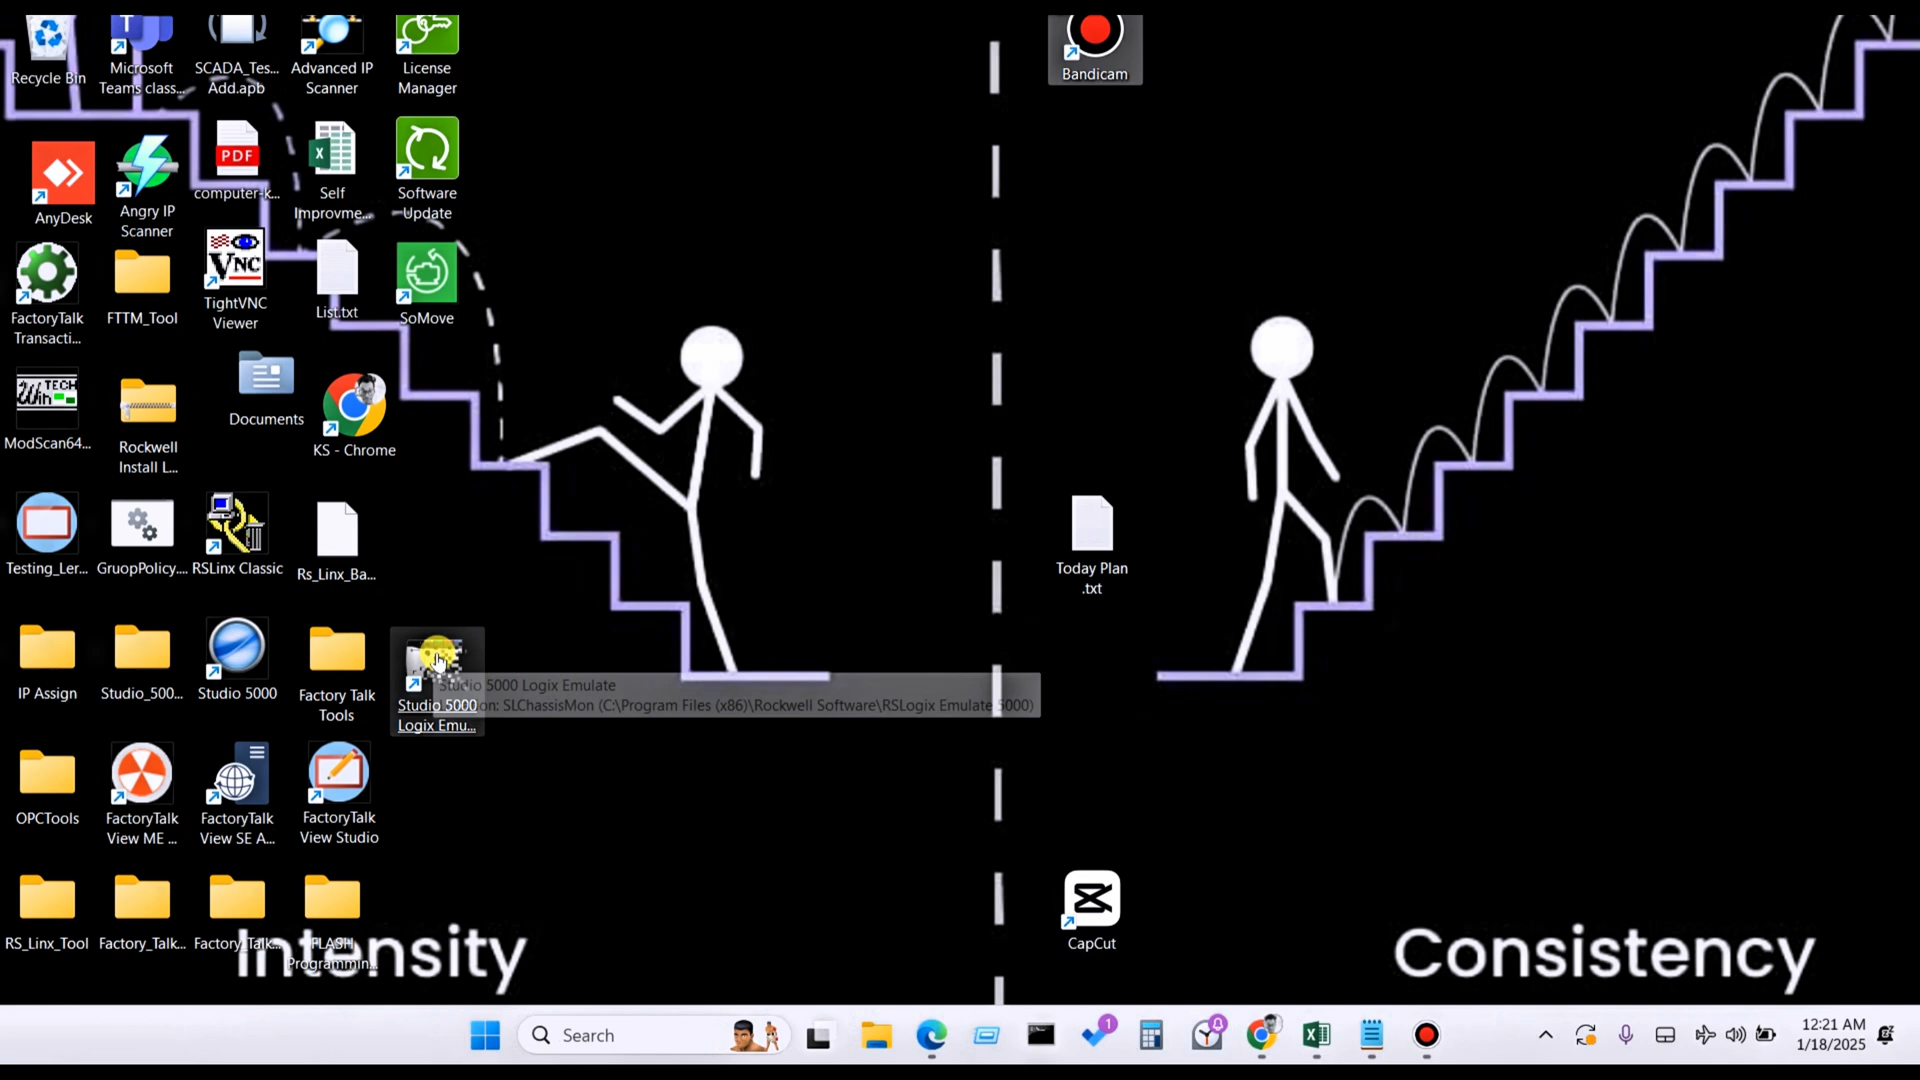 Recycle Bin
Microsoft
Teams class...
SCADA_Tes...
Add.apb
Advanced IP
Scanner
License
Manager
Bandicam
AnyDesk
Angry IP
Scanner
PDF
computer-k...
Self
Improvme...
Software
Update
FactoryTalk
Transacti...
FTTM_Tool
VNC
TightVNC
Viewer
List.txt
SoMove
ModScan64...
Rockwell
Install L...
Documents
KS - Chrome
Testing_Ler...
GruopPolicy....
RSLinx Classic
Rs_Linx_Ba...
Today Plan
.txt
IP Assign
Studio_500...
Studio 5000
Factory Talk
Tools
Studio 5000
Logix Emu...
Studio 5000 Logix Emulate
on: SLChassisMon (C:\Program Files (x86)\Rockwell Software\RSLogix Emulate 5000)
OPCTools
FactoryTalk
View ME ...
FactoryTalk
View SE A...
FactoryTalk
View Studio
RS_Linx_Tool
Factory_Talk...
Factory_Talk...
FLASH
Programmin...
CapCut
Intensity
Consistency
Search
1
12:21 AM
1/18/2025